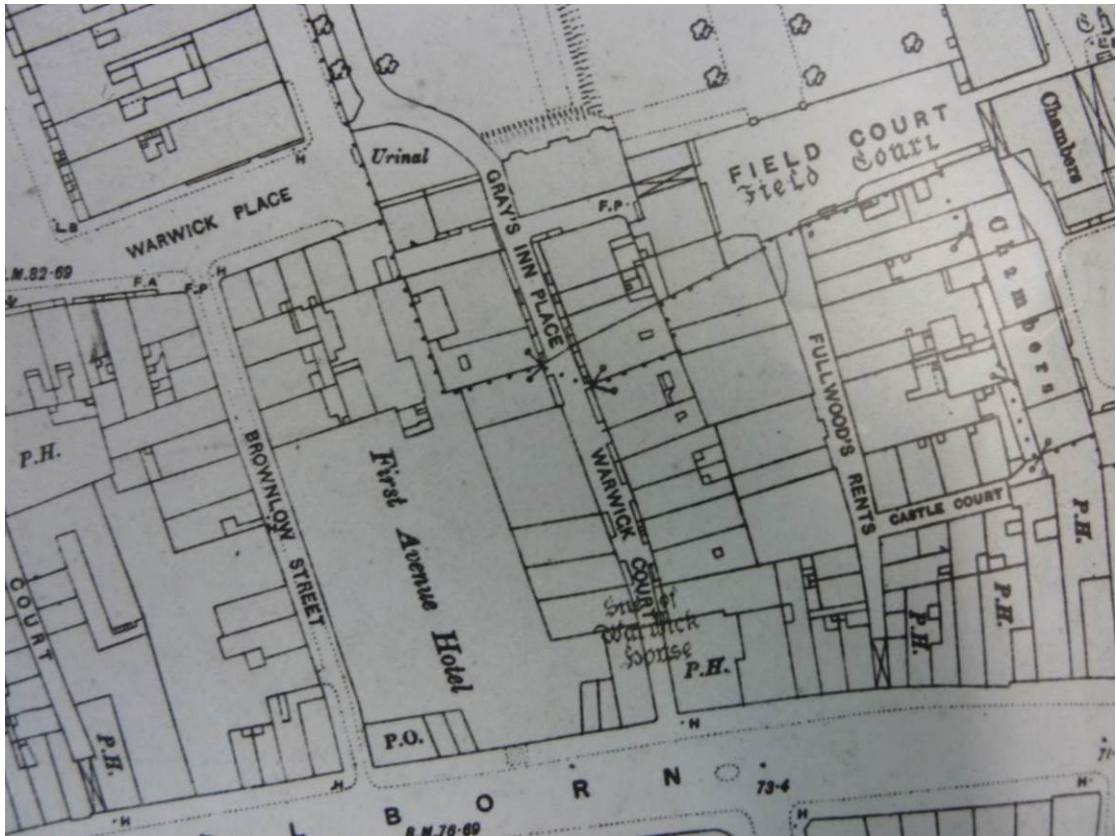 Urinal
FIELD COURT
Field Court
Chambers
GRAY'S INN PLACE
F.P.
H
WARWICK PLACE
L.B
.M.82-69
F.A
F.P
H
Chambers
FULLWOOD'S RENTS
P.H.
BROWNLOW STREET
First Avenue Hotel
WARWICK COURT
CASTLE COURT
P.H.
COURT
Site of
Warwick
House
P.H.
P.H.
P.H.
P.H.
P.O.
H
H
H
H
L B O R N
73-4
B.M.76-69